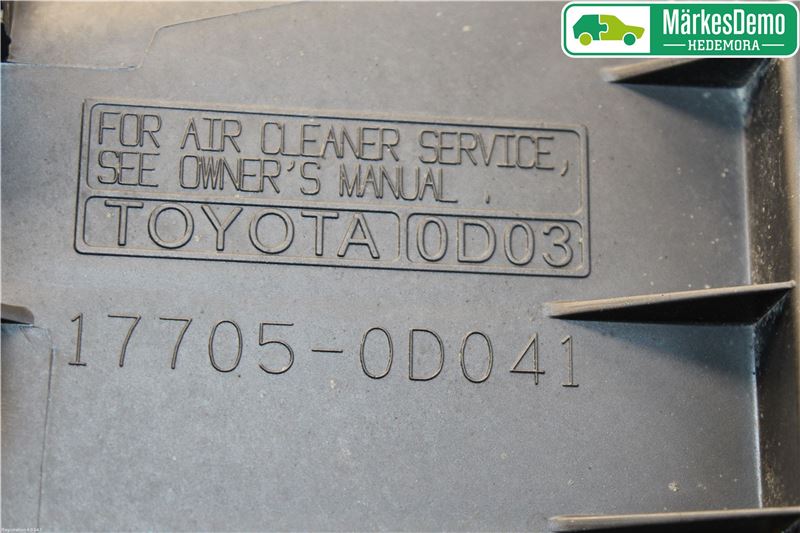 MärkesDemo
HEDEMORA
FOR AIR CLEANER SERVICE,
SEE OWNER'S MANUAL.
TOYOTA 0D03
17705-0D041